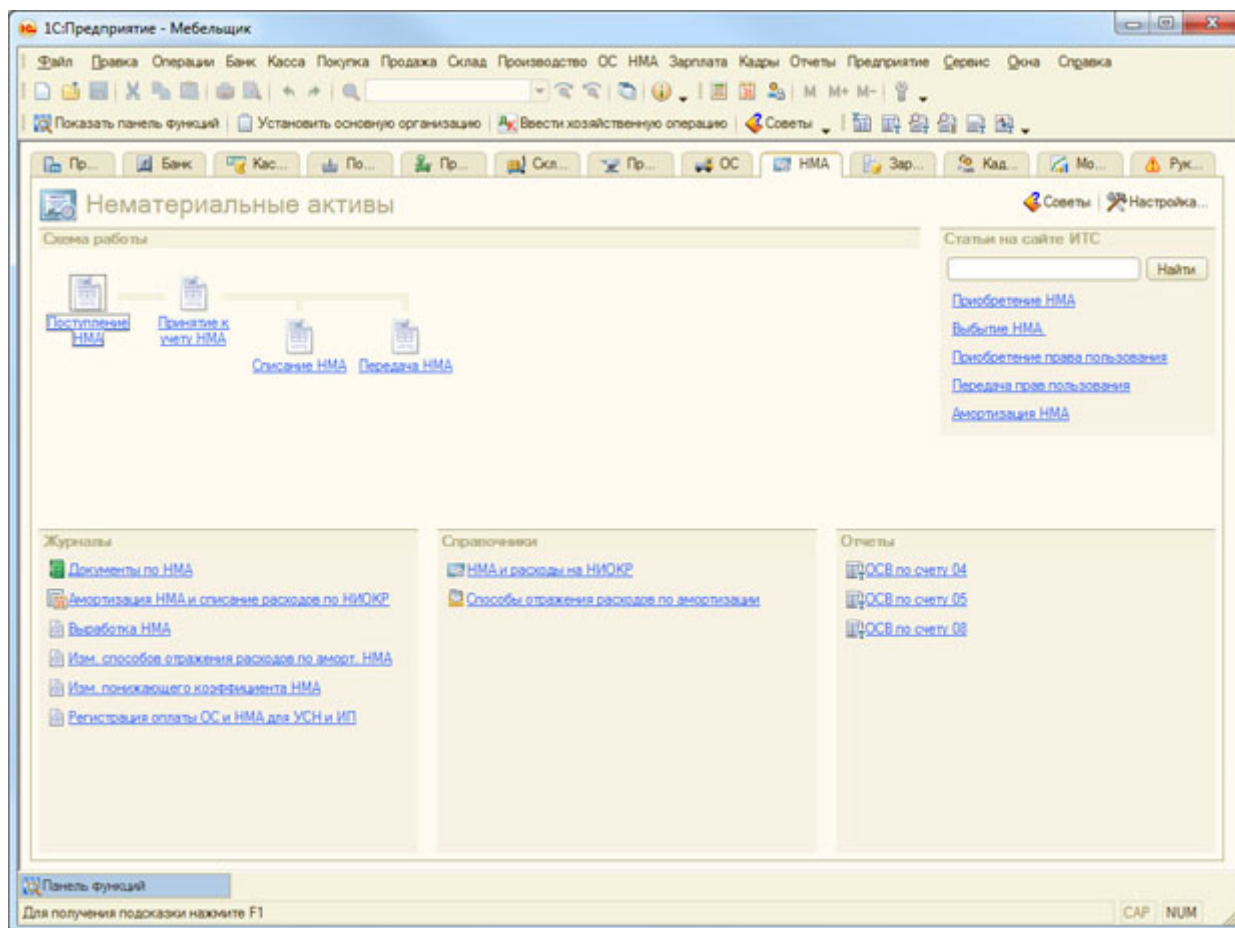 1С:Предприятие - Мебельщик
Файл Правка Операции Банк Касса Покупка Продажа Склад Производство ОС НМА Зарплата Кадры Отчеты Предприятие Сервис Окна Справка
M M+ M-
Показать панель функций Установить основную организацию Ввести хозяйственную операцию Советы
Пр... Банк Кас... По... Пр... Скл... Пр... ОС НМА Зар... Кад... Мо... Рук...
Нематериальные активы Советы Настройка...
Схема работы Статьи на сайте ИТС
Найти
Поступление НМА
Принятие к учету НМА
Списание НМА Передача НМА
Приобретение НМА
Выбытие НМА
Приобретение права пользования
Передача прав пользования
Амортизация НМА
Журналы
Документы по НМА
Амортизация НМА и списание расходов по НИОКР
Выработка НМА
Изм. способов отражения расходов по аморт. НМА
Изм. понижающего коэффициента НМА
Регистрация оплаты ОС и НМА для УСН и ИП
Справочники
НМА и расходы на НИОКР
Способы отражения расходов по амортизации
Отчеты
ОСВ по счету 04
ОСВ по счету 05
ОСВ по счету 08
Панель функций
Для получения подсказки нажмите F1 CAP NUM